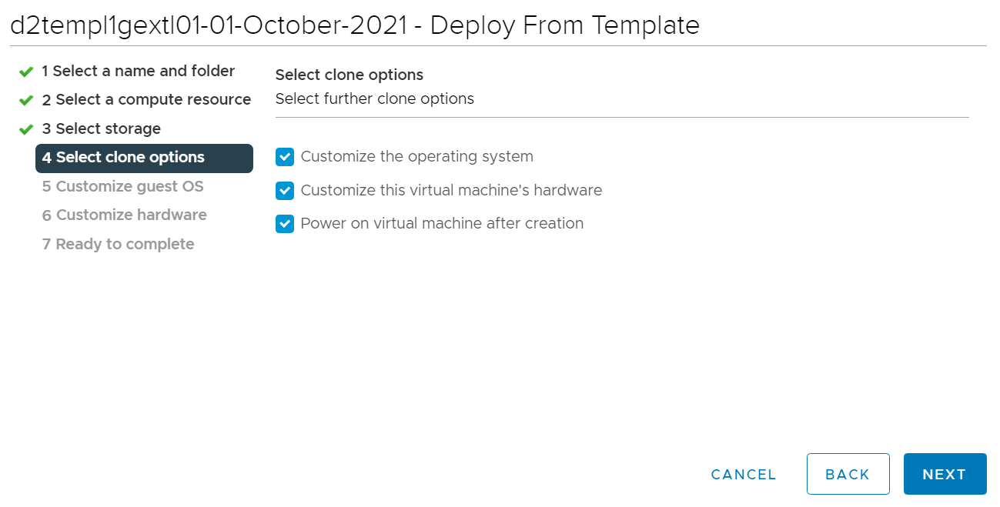 d2templ1gextl01-01-October-2021 - Deploy From Template
1 Select a name and folder
2 Select a compute resource
3 Select storage
4 Select clone options
5 Customize guest OS
6 Customize hardware
7 Ready to complete
Select clone options
Select further clone options
Customize the operating system
Customize this virtual machine's hardware
Power on virtual machine after creation
CANCEL
BACK
NEXT